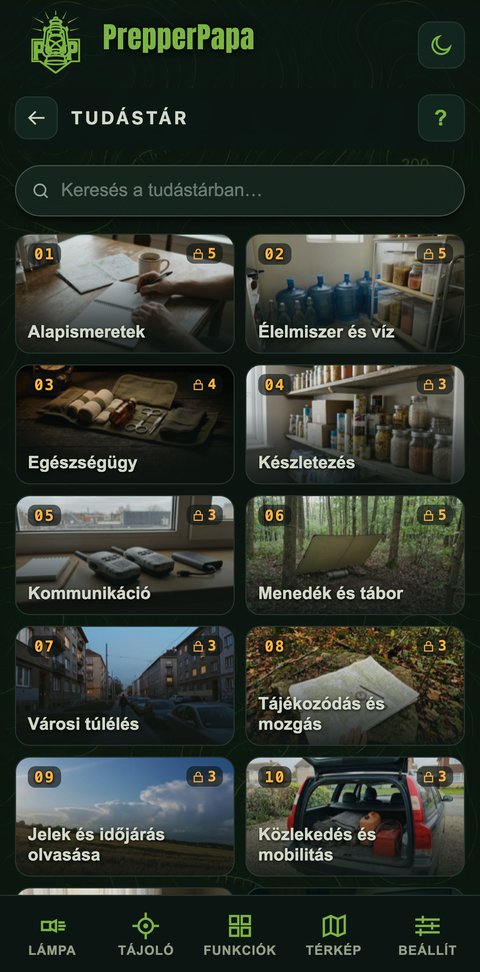 PrepperPapa
TUDÁSTÁR
?
200
Keresés a tudástárban...
01
5
Alapismeretek
02
5
Élelmiszer és víz
03
4
Egészségügy
04
3
Készletezés
05
3
Kommunikáció
06
5
Menedék és tábor
07
3
Városi túlélés
08
3
Tájékozódás és
mozgás
09
3
Jelek és időjárás
olvasása
10
3
Közlekedés és
mobilitás
LÁMPA
TÁJOLÓ
FUNKCIÓK
TÉRKÉP
BEÁLLÍT